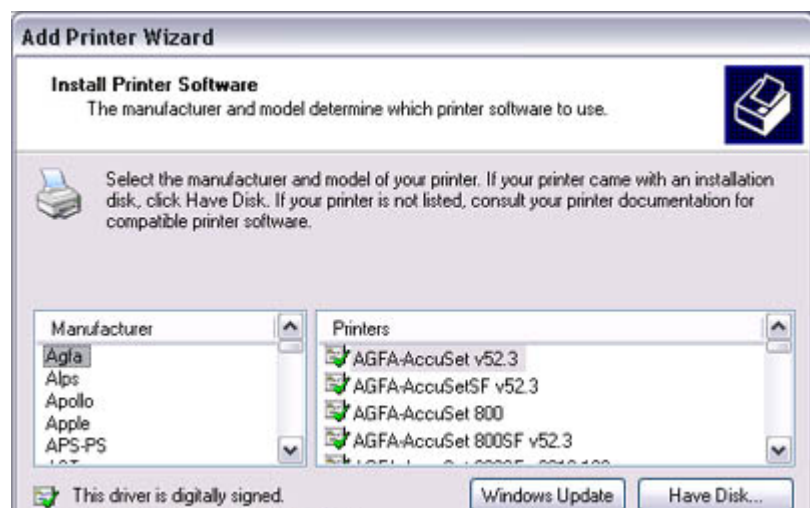 Add Printer Wizard
Install Printer Software
The manufacturer and model determine which printer software to use.
Select the manufacturer and model of your printer. If your printer came with an installation
disk, click Have Disk. If your printer is not listed, consult your printer documentation for
compatible printer software.
Manufacturer
Agfa
Alps
Apollo
Apple
APS-PS
Printers
AGFA-AccuSet v52.3
AGFA-AccuSetSF v52.3
AGFA-AccuSet 800
AGFA-AccuSet 800SF v52.3
This driver is digitally signed.
Windows Update
Have Disk...